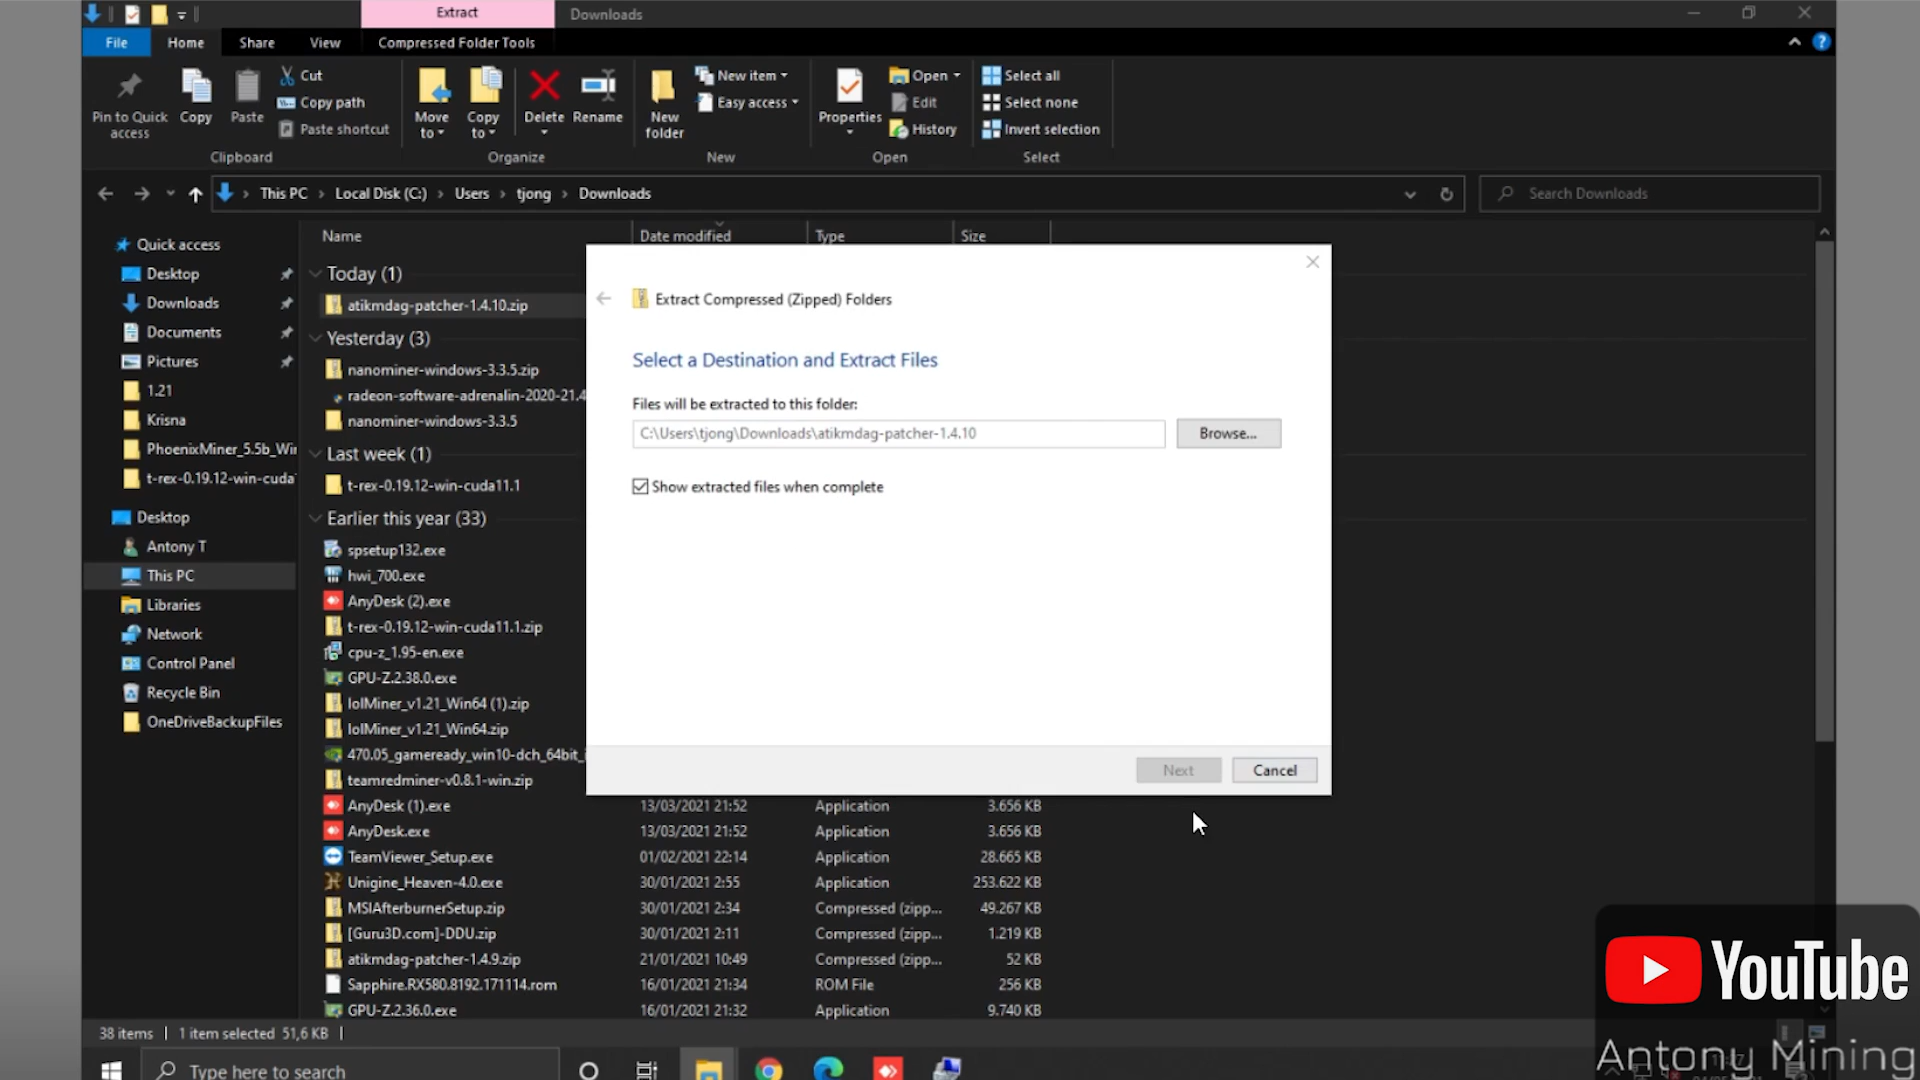 Extract
Downloads
File
Home
Share
View
Compressed Folder Tools
Pin to Quick access
Copy
Paste
Cut
Copy path
Paste shortcut
Move to
Copy to
Delete
Rename
New folder
New item
Easy access
Properties
Open
Edit
History
Select all
Select none
Invert selection
Clipboard
Organize
New
Open
Select
This PC
Local Disk (C:)
Users
tjong
Downloads
Search Downloads
Quick access
Desktop
Downloads
Documents
Pictures
1.21
Krisna
PhoenixMiner_5.5b_Wir
t-rex-0.19.12-win-cuda
Desktop
Antony T
This PC
Libraries
Network
Control Panel
Recycle Bin
OneDriveBackupFiles
Name
Date modified
Type
Size
Today (1)
atikmdag-patcher-1.4.10.zip
Yesterday (3)
nanominer-windows-3.3.5.zip
radeon-software-adrenalin-2020-21.4
nanominer-windows-3.3.5
Last week (1)
t-rex-0.19.12-win-cuda11.1
Earlier this year (33)
spsetup132.exe
hwi_700.exe
AnyDesk (2).exe
t-rex-0.19.12-win-cuda11.1.zip
cpu-z_1.95-en.exe
GPU-Z.2.38.0.exe
lolMiner_v1.21_Win64 (1).zip
lolMiner_v1.21_Win64.zip
470.05_gameready_win10-dch_64bit_i
teamredminer-v0.8.1-win.zip
AnyDesk (1).exe 13/03/2021 21:52 Application 3.656 KB
AnyDesk.exe 13/03/2021 21:52 Application 3.656 KB
TeamViewer_Setup.exe 01/02/2021 22:14 Application 28.665 KB
Unigine_Heaven-4.0.exe 30/01/2021 2:55 Application 253.622 KB
MSIAfterburnerSetup.zip 30/01/2021 2:34 Compressed (zipp... 49.267 KB
[Guru3D.com]-DDU.zip 30/01/2021 2:11 Compressed (zipp... 1.219 KB
atikmdag-patcher-1.4.9.zip 21/01/2021 10:49 Compressed (zipp... 52 KB
Sapphire.RX580.8192.171114.rom 16/01/2021 21:34 ROM File 256 KB
GPU-Z.2.36.0.exe 16/01/2021 21:32 Application 9.740 KB
Extract Compressed (Zipped) Folders
Select a Destination and Extract Files
Files will be extracted to this folder:
C:\Users\tjong\Downloads\atikmdag-patcher-1.4.10
Browse...
Show extracted files when complete
Next
Cancel
38 items
1 item selected 51,6 KB
Type here to search
YouTube
Antony Mining